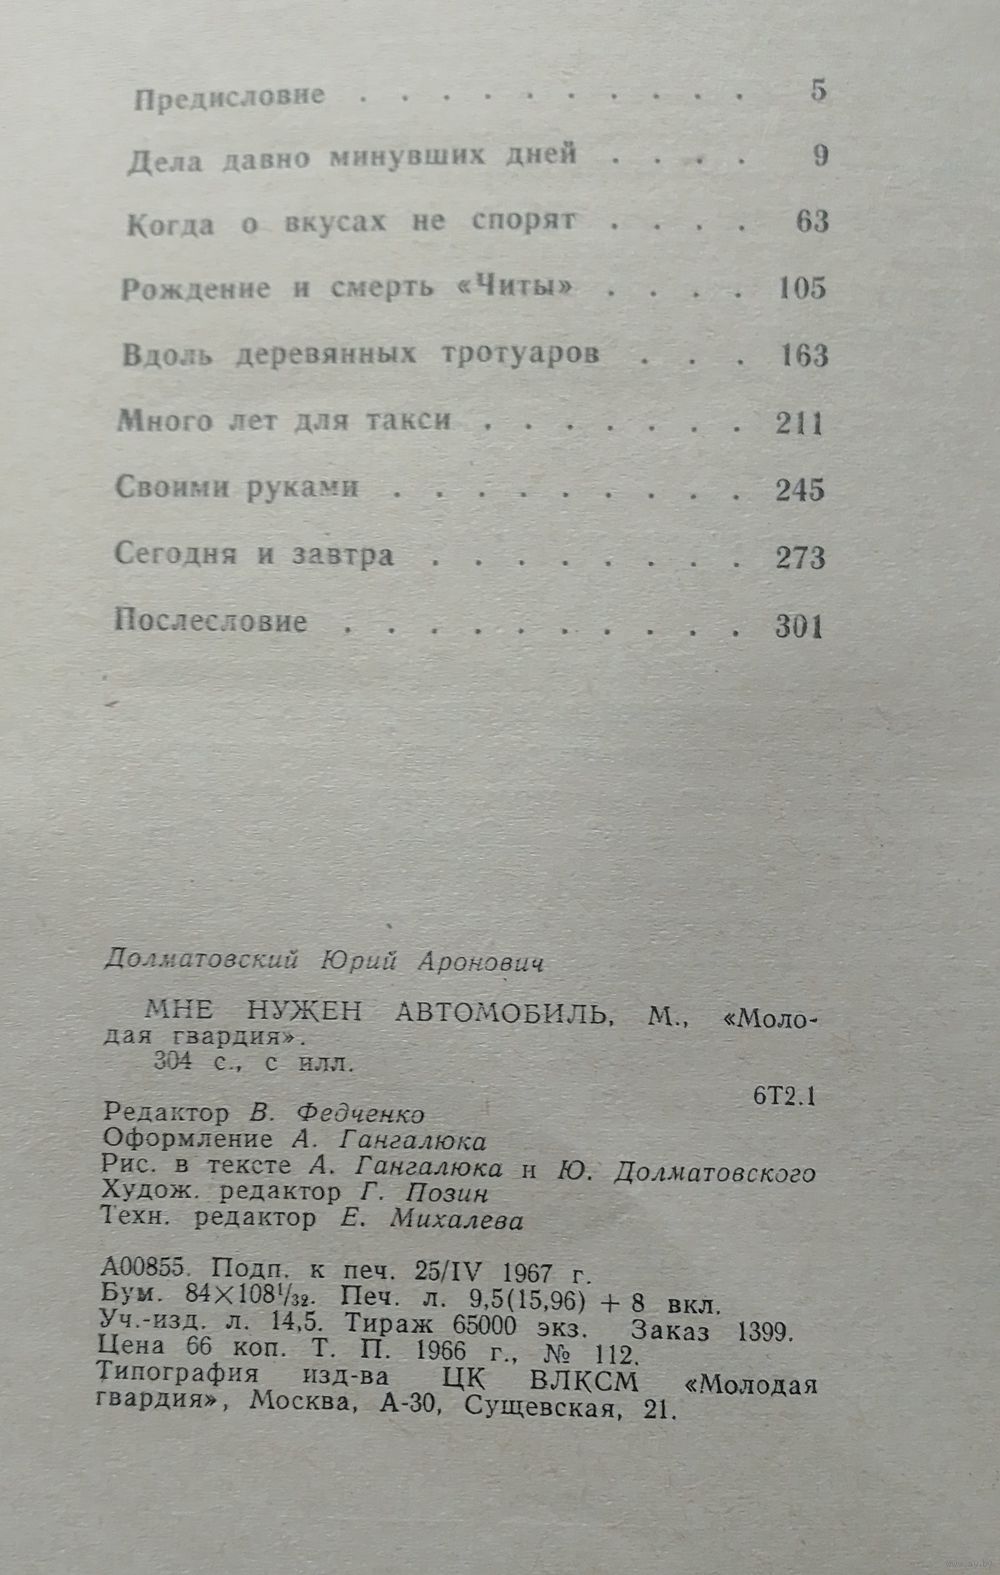 Предисловие . . . . . . . . . . 5
Дела давно минувших дней . . . . 9
Когда о вкусах не спорят . . . . 63
Рождение и смерть «Читы» . . . . 105
Вдоль деревянных тротуаров . . . 163
Много лет для такси . . . . . . . 211
Своими руками . . . . . . . . . 245
Сегодня и завтра . . . . . . . . 273
Послесловие . . . . . . . . . . 301
Долматовский Юрий Аронович
МНЕ НУЖЕН АВТОМОБИЛЬ, М., «Моло-
дая гвардия».
304 с., с илл.
6Т2.1
Редактор В. Федченко
Оформление А. Гангалюка
Рис. в тексте А. Гангалюка и Ю. Долматовского
Худож. редактор Г. Позин
Техн. редактор Е. Михалева
А00855. Подп. к печ. 25/IV 1967 г.
Бум. 84×108¹/₃₂. Печ. л. 9,5(15,96) + 8 вкл.
Уч.-изд. л. 14,5. Тираж 65000 экз. Заказ 1399.
Цена 66 коп. Т. П. 1966 г., № 112.
Типография изд-ва ЦК ВЛКСМ «Молодая
гвардия», Москва, А-30, Сущевская, 21.